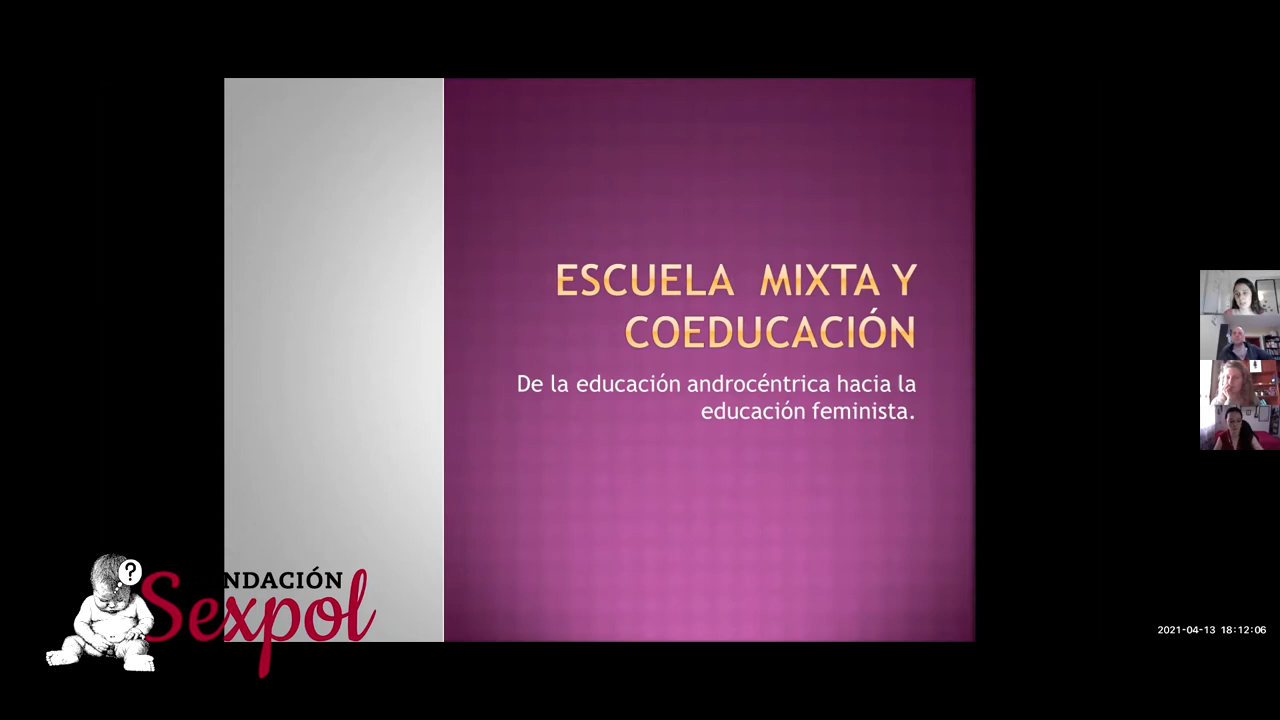 ESCUELA MIXTA Y
COEDUCACIÓN
De la educación androcéntrica hacia la
educación feminista.
?
NDACIÓN
Sexpol
2021-04-13 18:12:06